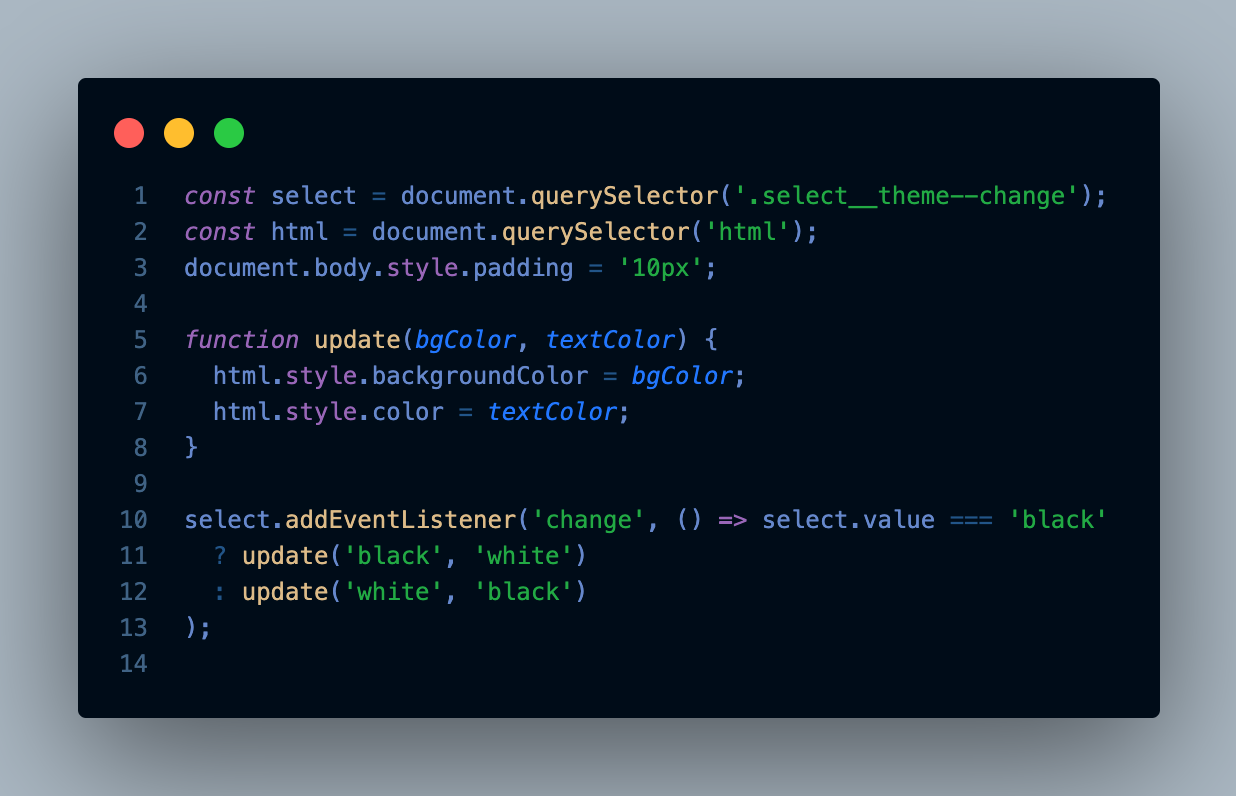 1 const select = document.querySelector('.select__theme--change');
2 const html = document.querySelector('html');
3 document.body.style.padding = '10px';
4
5 function update(bgColor, textColor) {
6   html.style.backgroundColor = bgColor;
7   html.style.color = textColor;
8 }
9
10 select.addEventListener('change', () => select.value === 'black'
11   ? update('black', 'white')
12   : update('white', 'black')
13 );
14